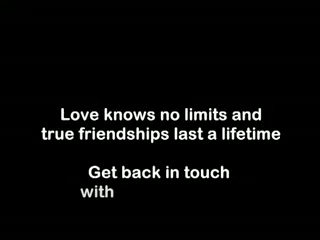 Love knows no limits and
true friendships last a lifetime
Get back in touch
with